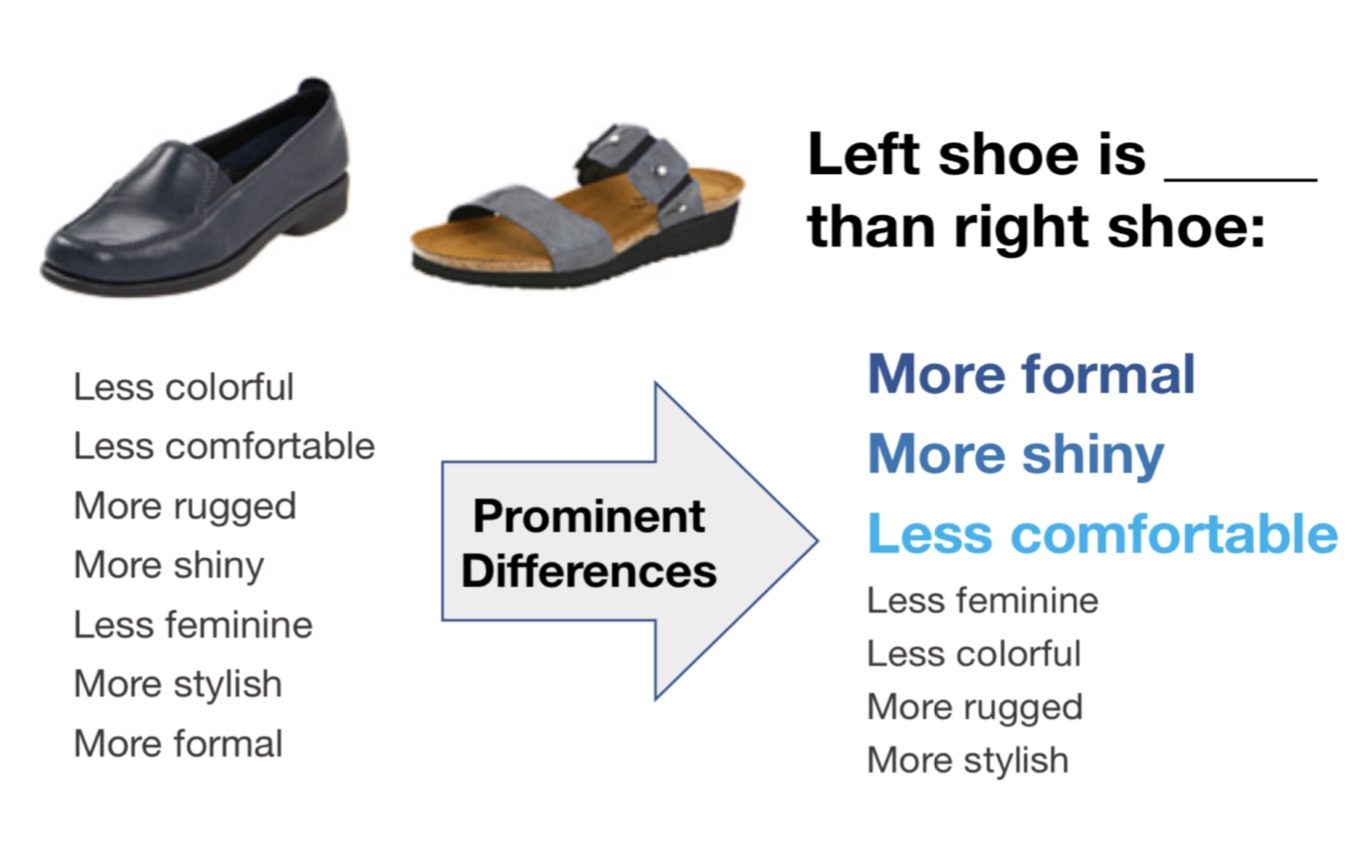 Left shoe is _____
than right shoe:
Less colorful
Less comfortable
More rugged
More shiny
Less feminine
More stylish
More formal
Prominent
Differences
More formal
More shiny
Less comfortable
Less feminine
Less colorful
More rugged
More stylish